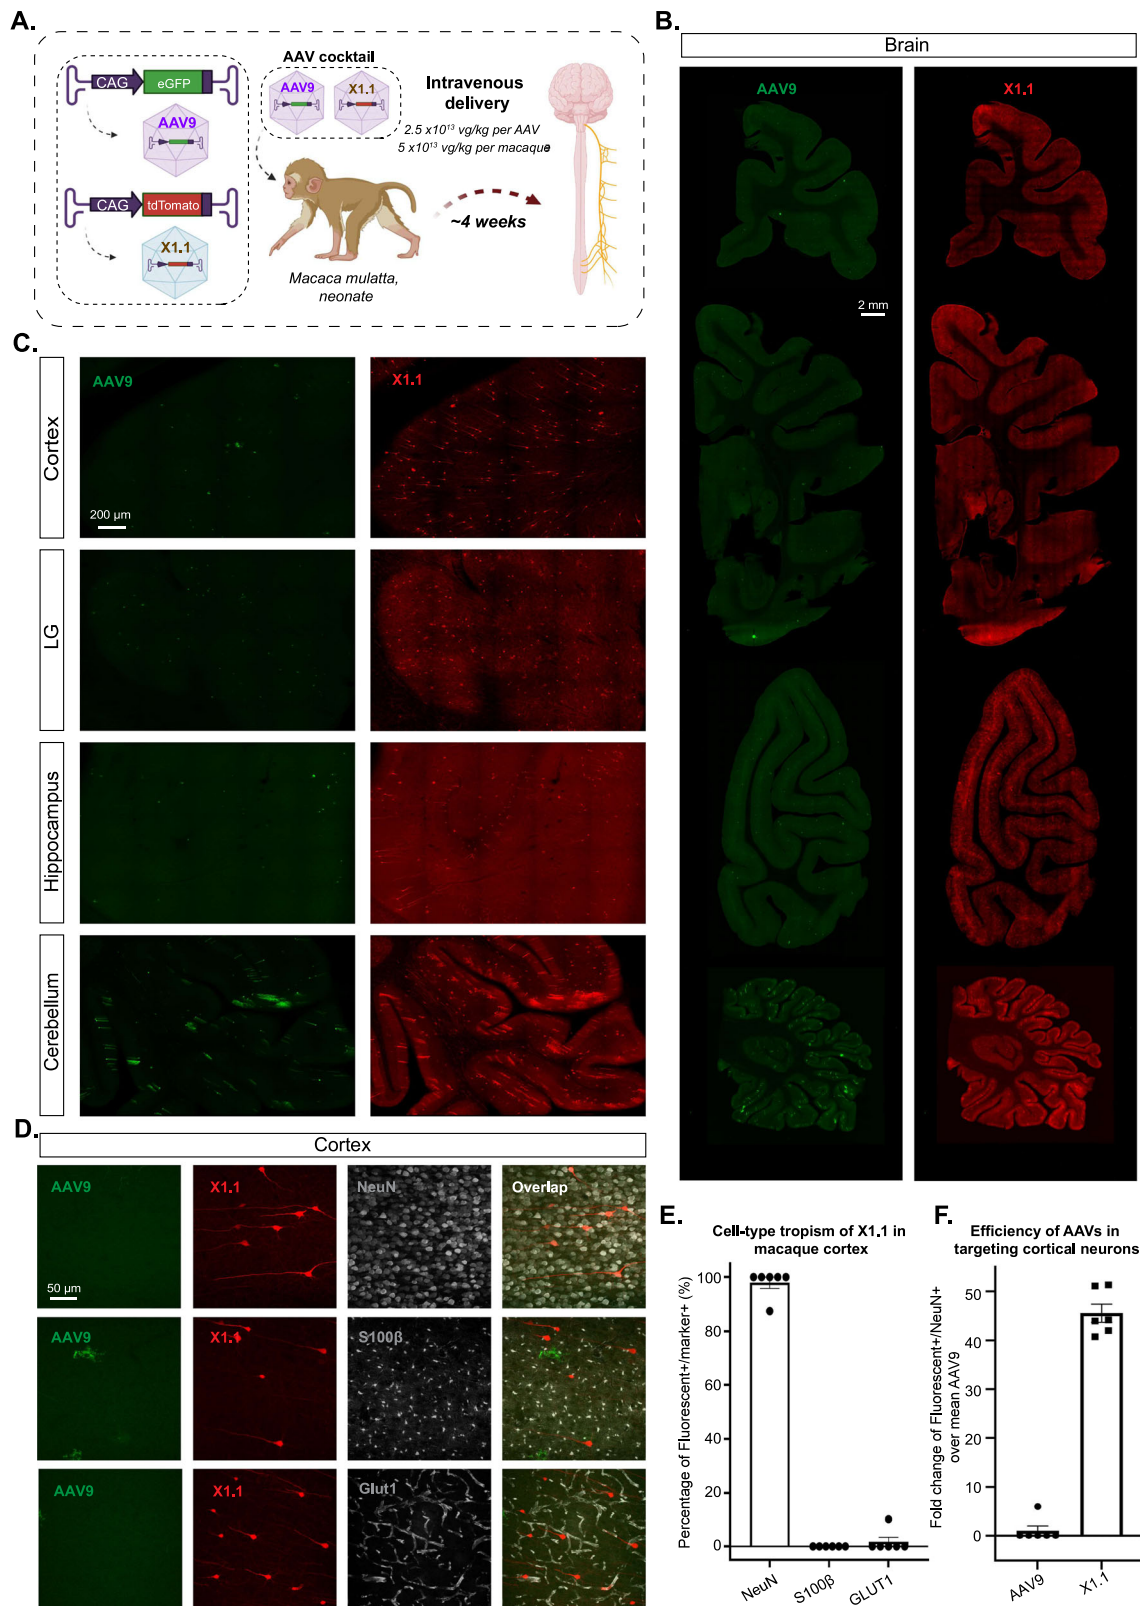 A.
CAG
eGFP
AAV9
CAG
tdTomato
X1.1
AAV cocktail
AAV9
X1.1
Macaca mulatta,
neonate
Intravenous
delivery
2.5 x10¹³ vg/kg per AAV
5 x10¹³ vg/kg per macaque
~4 weeks
B.
Brain
AAV9
X1.1
2 mm
C.
Cortex
AAV9
X1.1
200 µm
LG
Hippocampus
Cerebellum
D.
Cortex
AAV9
X1.1
NeuN
Overlap
50 µm
AAV9
X1.1
S100β
AAV9
X1.1
Glut1
E.
Cell-type tropism of X1.1 in
macaque cortex
Percentage of Fluorescent+/marker+ (%)
100
80
60
40
20
0
NeuN
S100β
GLUT1
F.
Efficiency of AAVs in
targeting cortical neurons
Fold change of Fluorescent+/NeuN+
over mean AAV9
50
40
30
20
10
0
AAV9
X1.1